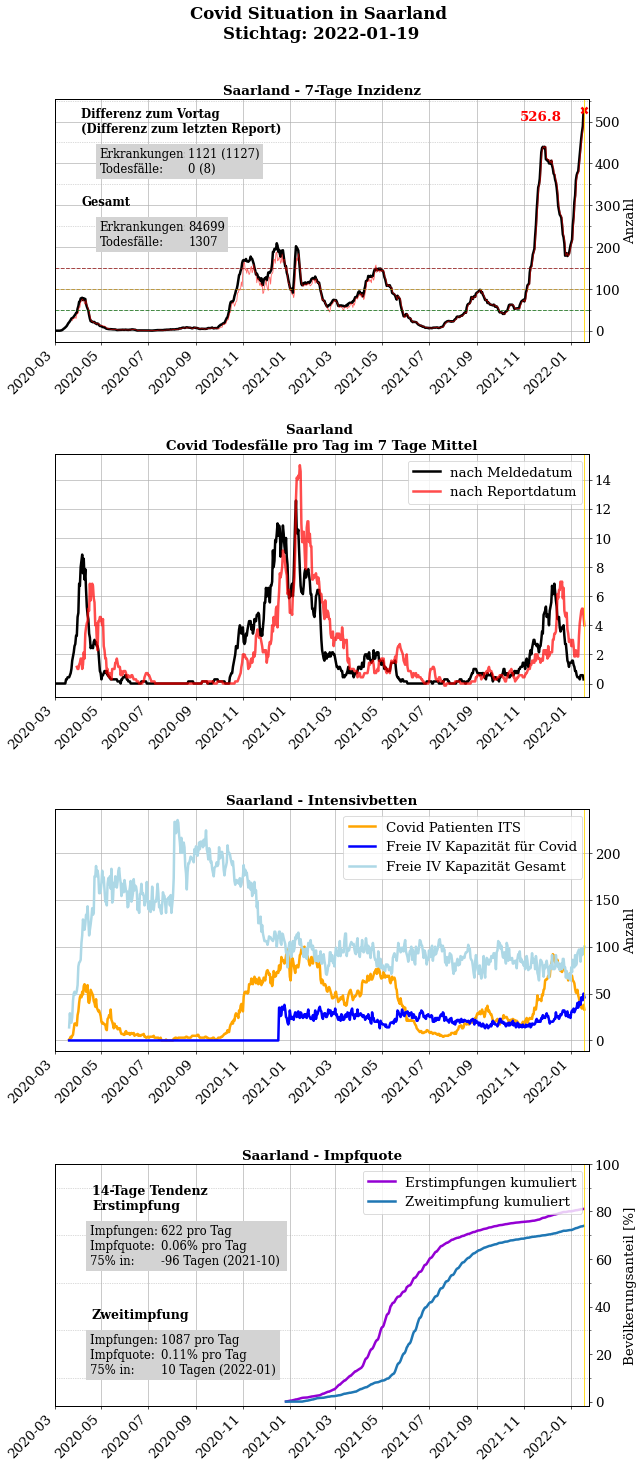 Covid Situation in Saarland
Stichtag: 2022-01-19
Saarland - 7-Tage Inzidenz
Differenz zum Vortag
(Differenz zum letzten Report)
Erkrankungen 1121 (1127)
Todesfälle: 0 (8)
Gesamt
Erkrankungen 84699
Todesfälle: 1307
526.8
500
400
300
200
100
0
Anzahl
2020-03
2020-05
2020-07
2020-09
2020-11
2021-01
2021-03
2021-05
2021-07
2021-09
2021-11
2022-01
Saarland
Covid Todesfälle pro Tag im 7 Tage Mittel
nach Meldedatum
nach Reportdatum
14
12
10
8
6
4
2
0
2020-03
2020-05
2020-07
2020-09
2020-11
2021-01
2021-03
2021-05
2021-07
2021-09
2021-11
2022-01
Saarland - Intensivbetten
Covid Patienten ITS
Freie IV Kapazität für Covid
Freie IV Kapazität Gesamt
200
150
100
50
0
Anzahl
2020-03
2020-05
2020-07
2020-09
2020-11
2021-01
2021-03
2021-05
2021-07
2021-09
2021-11
2022-01
Saarland - Impfquote
14-Tage Tendenz
Erstimpfung
Impfungen: 622 pro Tag
Impfquote: 0.06% pro Tag
75% in: -96 Tagen (2021-10)
Zweitimpfung
Impfungen: 1087 pro Tag
Impfquote: 0.11% pro Tag
75% in: 10 Tagen (2022-01)
Erstimpfungen kumuliert
Zweitimpfung kumuliert
100
80
60
40
20
0
Bevölkerungsanteil [%]
2020-03
2020-05
2020-07
2020-09
2020-11
2021-01
2021-03
2021-05
2021-07
2021-09
2021-11
2022-01